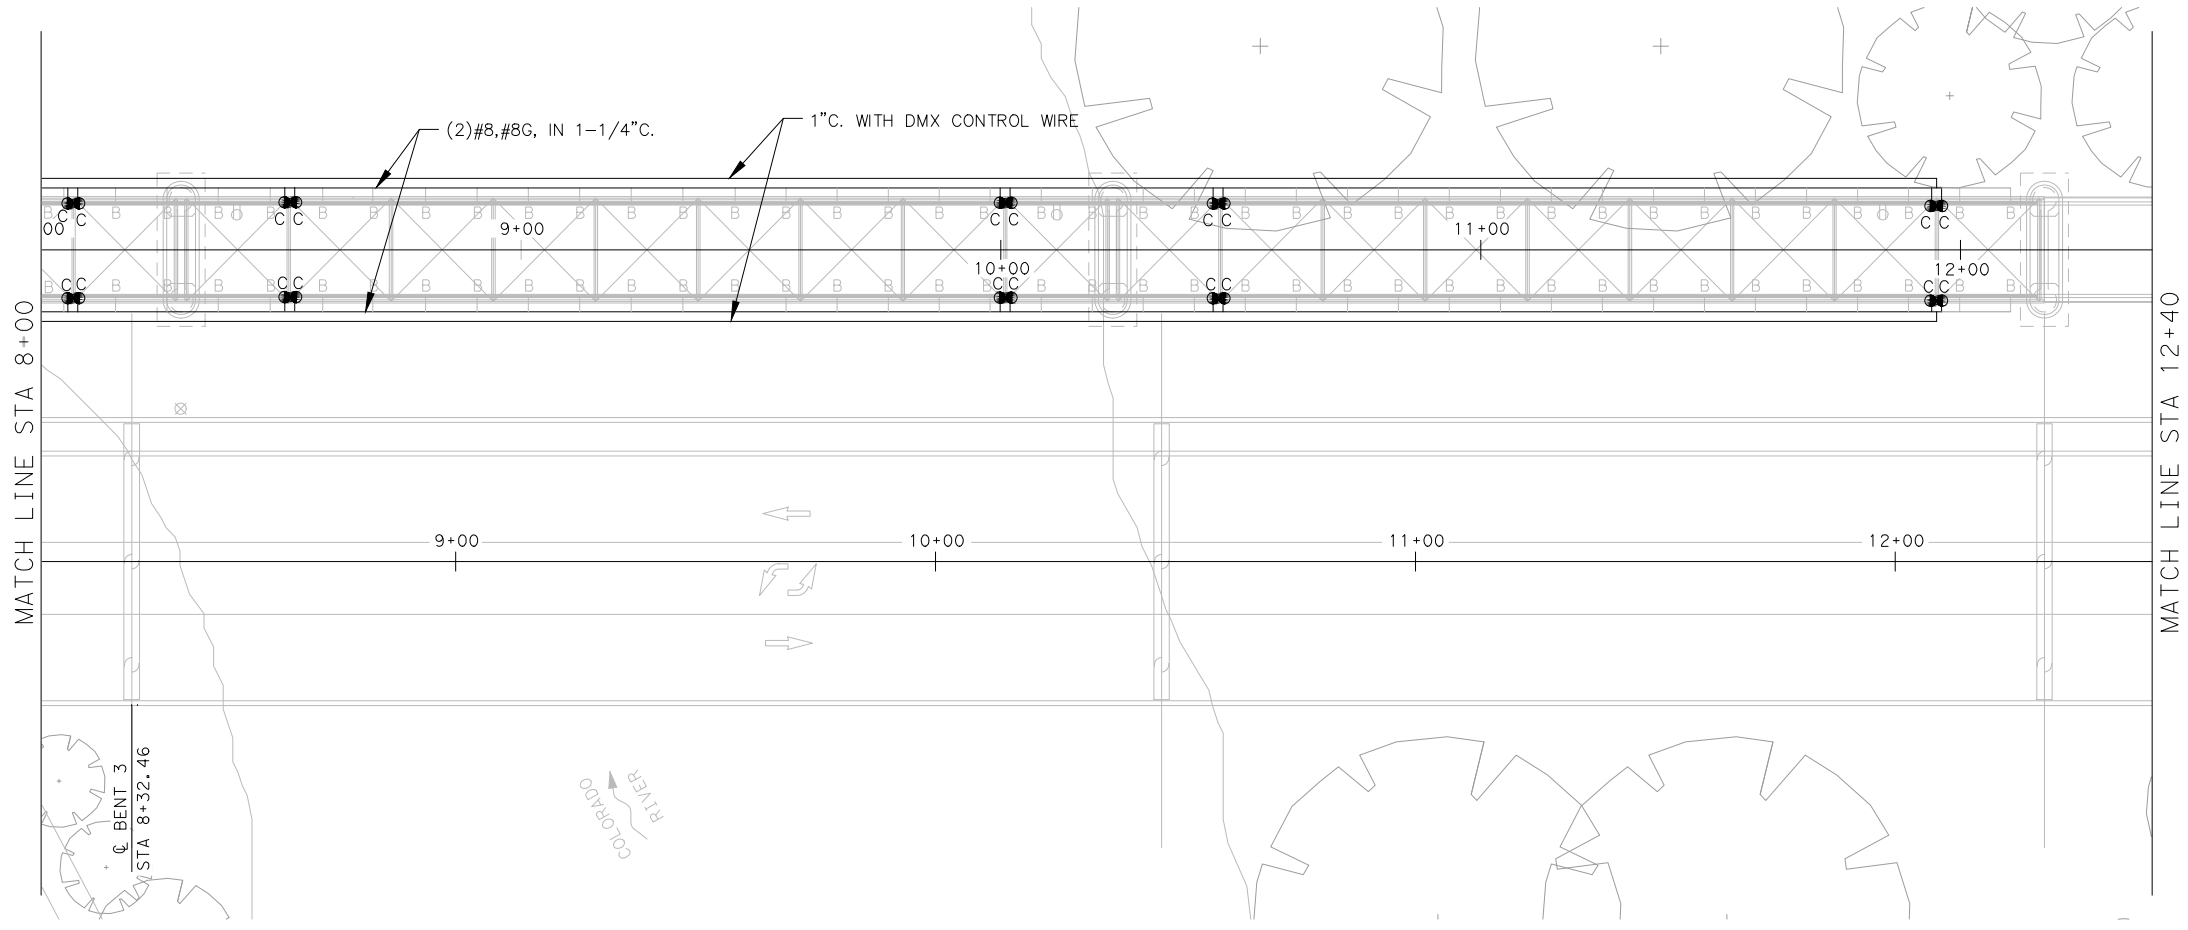 (2)#8,#8G, IN 1-1/4"C.
1"C. WITH DMX CONTROL WIRE
C C C C C C C C C C
B B B B B B B B B B B B B B B B B B B B B B B B B B B B B B B B B B B
00
9+00
11+00
10+00
12+00
C C C C C C C C C C
B B B B B B B B B B B B B B B B B B B B B B B B B B B B B B B B B B B
MATCH LINE STA 8+00
MATCH LINE STA 12+40
9+00
10+00
11+00
12+00
℄ BENT 3
STA 8+32.46
COLORADO
RIVER